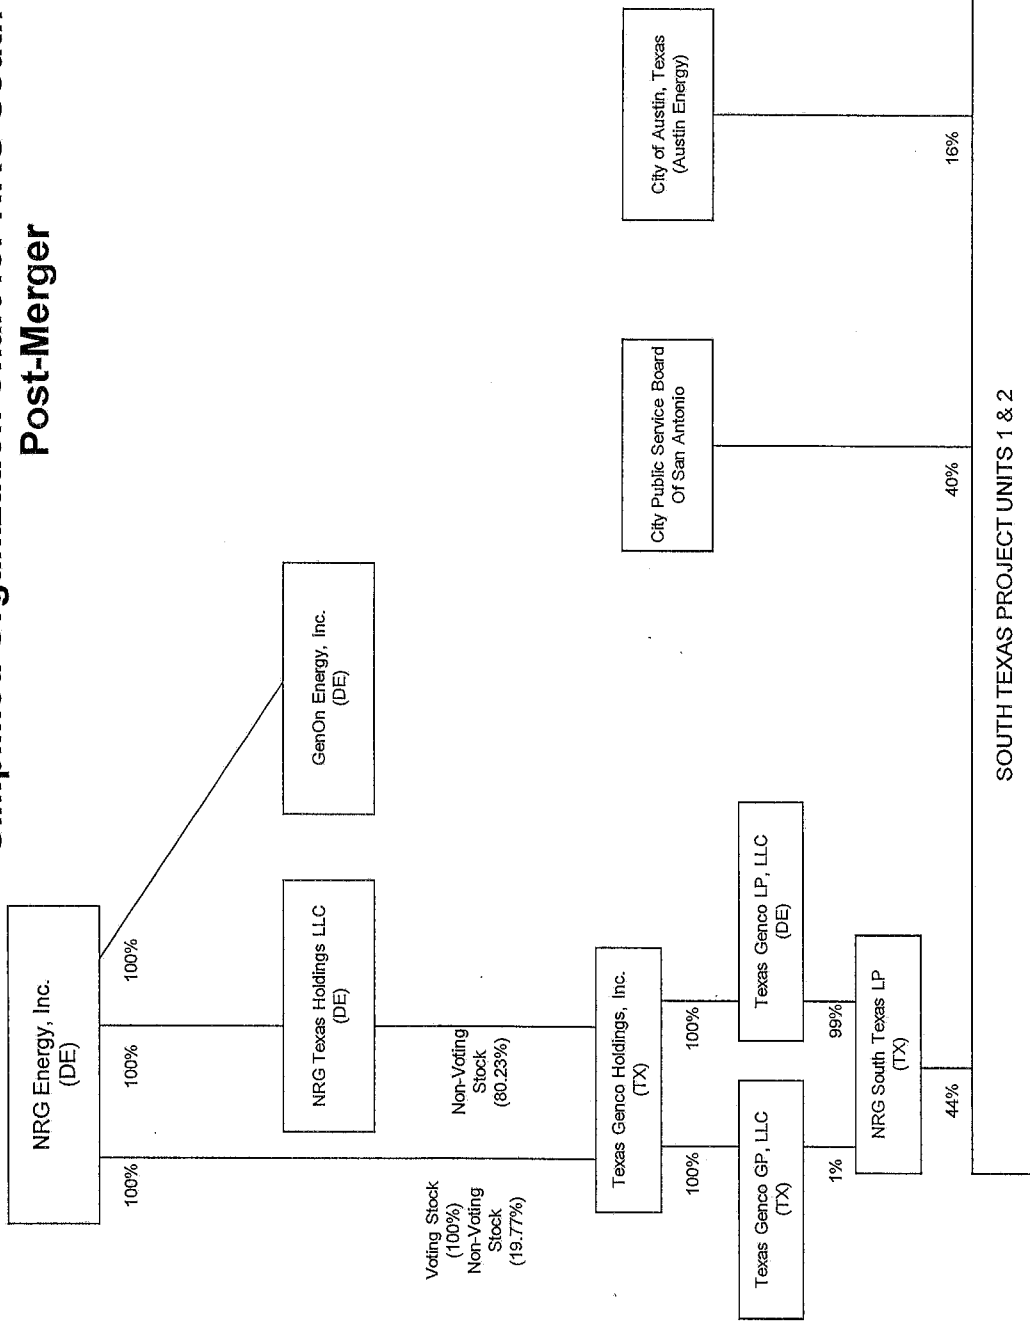 Post-Merger
NRG Energy, Inc.
(DE)
100%
100%
100%
NRG Texas Holdings LLC
(DE)
GenOn Energy, Inc.
(DE)
Voting Stock
(100%)
Non-Voting
Stock
(19.77%)
Non-Voting
Stock
(80.23%)
Texas Genco Holdings, Inc.
(TX)
City Public Service Board
Of San Antonio
City of Austin, Texas
(Austin Energy)
100%
100%
Texas Genco GP, LLC
(TX)
Texas Genco LP, LLC
(DE)
1%
99%
NRG South Texas LP
(TX)
44%
40%
16%
SOUTH TEXAS PROJECT UNITS 1 & 2